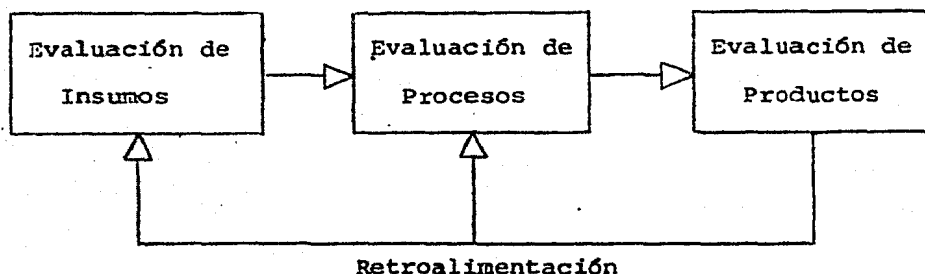 Evaluación de
Insumos
Evaluación de
Procesos
Evaluación de
Productos
Retroalimentación